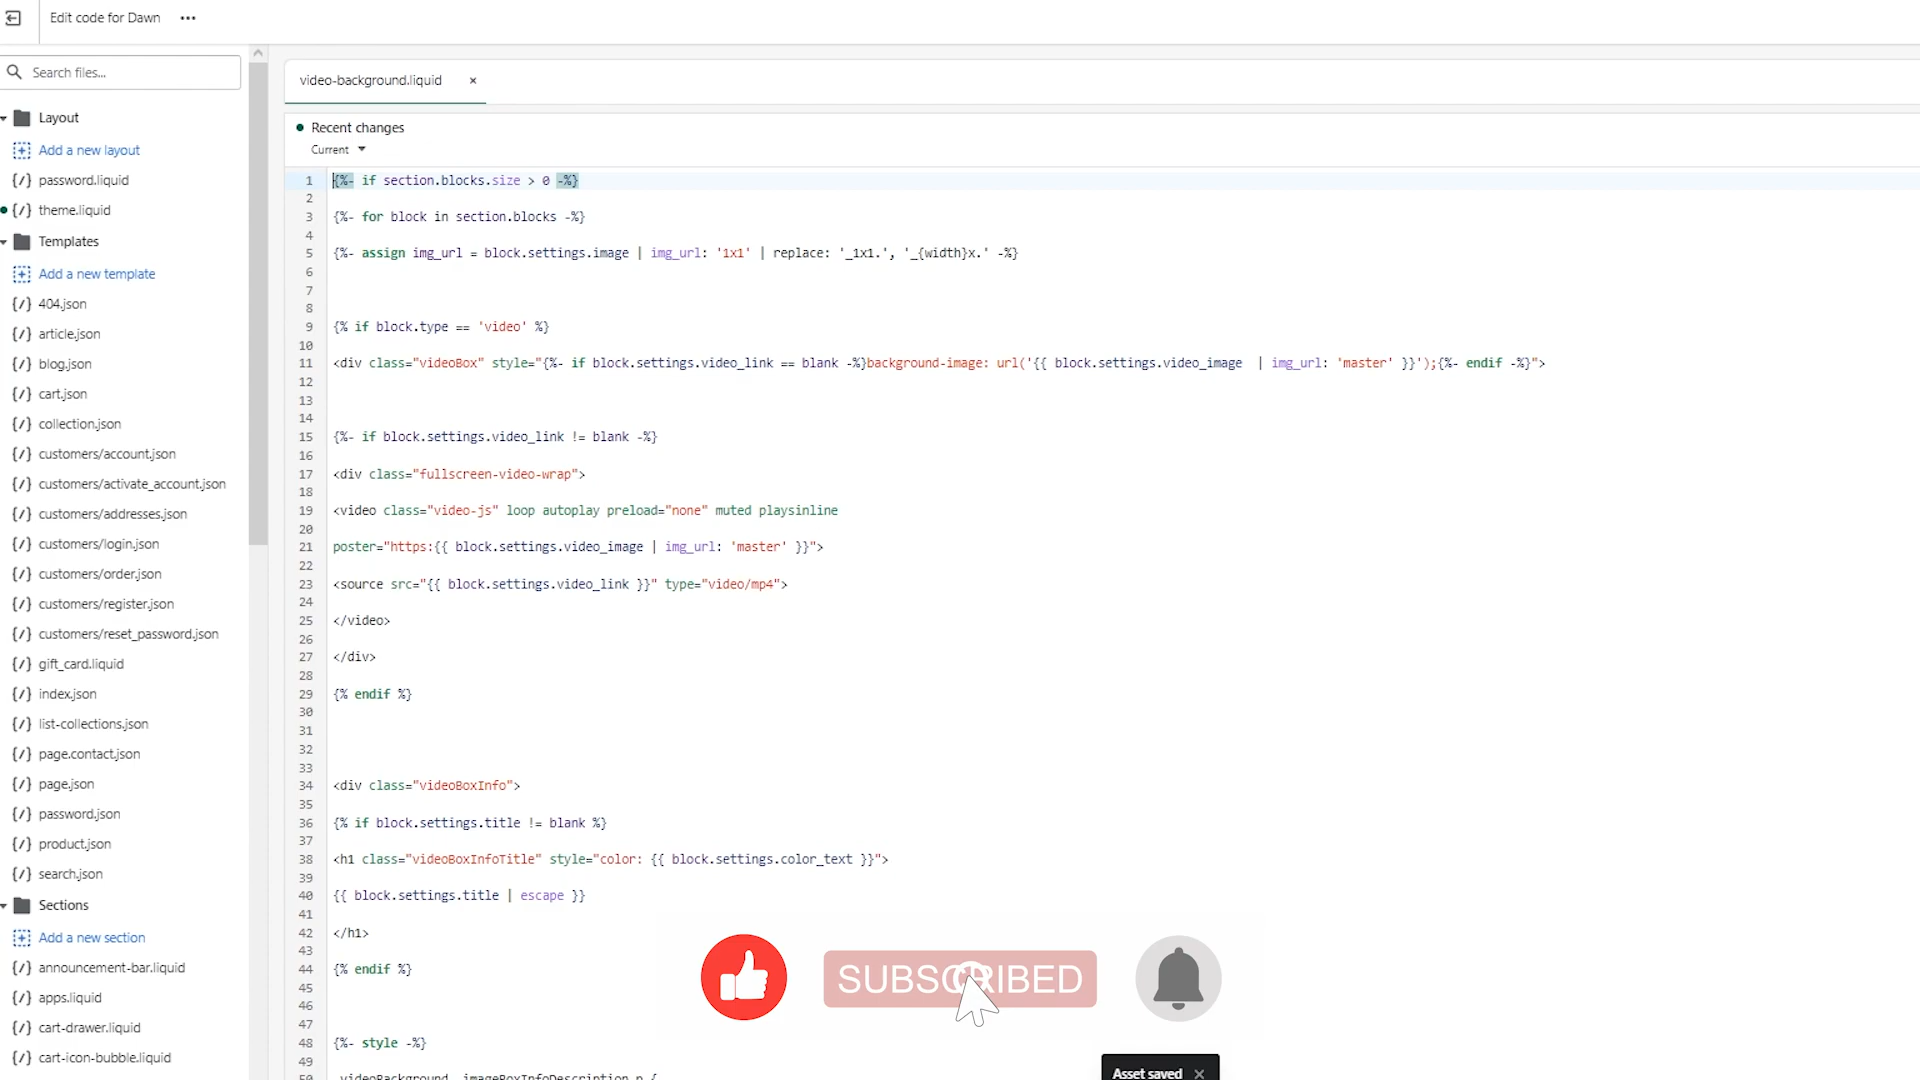 Edit code for Dawn
Search files...
Layout
Add a new layout
{/} password.liquid
{/} theme.liquid
Templates
Add a new template
{/} 404.json
{/} article.json
{/} blog.json
{/} cart.json
{/} collection.json
{/} customers/account.json
{/} customers/activate_account.json
{/} customers/addresses.json
{/} customers/login.json
{/} customers/order.json
{/} customers/register.json
{/} customers/reset_password.json
{/} gift_card.liquid
{/} index.json
{/} list-collections.json
{/} page.contact.json
{/} page.json
{/} password.json
{/} product.json
{/} search.json
Sections
Add a new section
{/} announcement-bar.liquid
{/} apps.liquid
{/} cart-drawer.liquid
{/} cart-icon-bubble.liquid
video-background.liquid
Recent changes
Current
1 {%- if section.blocks.size > 0 -%}
2
3 {%- for block in section.blocks -%}
4
5 {%- assign img_url = block.settings.image | img_url: '1x1' | replace: '_1x1.', '_{width}x.' -%}
6
7
8
9 {% if block.type == 'video' %}
10
11 <div class="videoBox" style="{%- if block.settings.video_link == blank -%}background-image: url('{{ block.settings.video_image | img_url: 'master' }}');{%- endif -%}">
12
13
14
15 {%- if block.settings.video_link != blank -%}
16
17 <div class="fullscreen-video-wrap">
18
19 <video class="video-js" loop autoplay preload="none" muted playsinline
20
21 poster="https:{{ block.settings.video_image | img_url: 'master' }}">
22
23 <source src="{{ block.settings.video_link }}" type="video/mp4">
24
25 </video>
26
27 </div>
28
29 {% endif %}
30
31
32
33
34 <div class="videoBoxInfo">
35
36 {% if block.settings.title != blank %}
37
38 <h1 class="videoBoxInfoTitle" style="color: {{ block.settings.color_text }}">
39
40 {{ block.settings.title | escape }}
41
42 </h1>
43
44 {% endif %}
45
46
47
48 {%- style -%}
49
50 .videoBackground .imageBoxInfoDescription p {
SUBSCRIBED
Asset saved